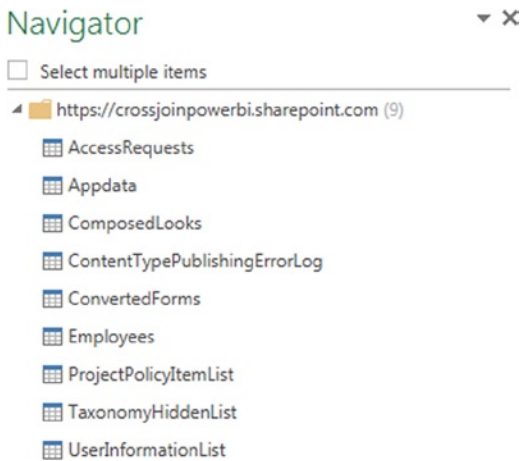 Navigator
Select multiple items
https://crossjoinpowerbi.sharepoint.com (9)
AccessRequests
Appdata
ComposedLooks
ContentTypePublishingErrorLog
ConvertedForms
Employees
ProjectPolicyItemList
TaxonomyHiddenList
UserInformationList